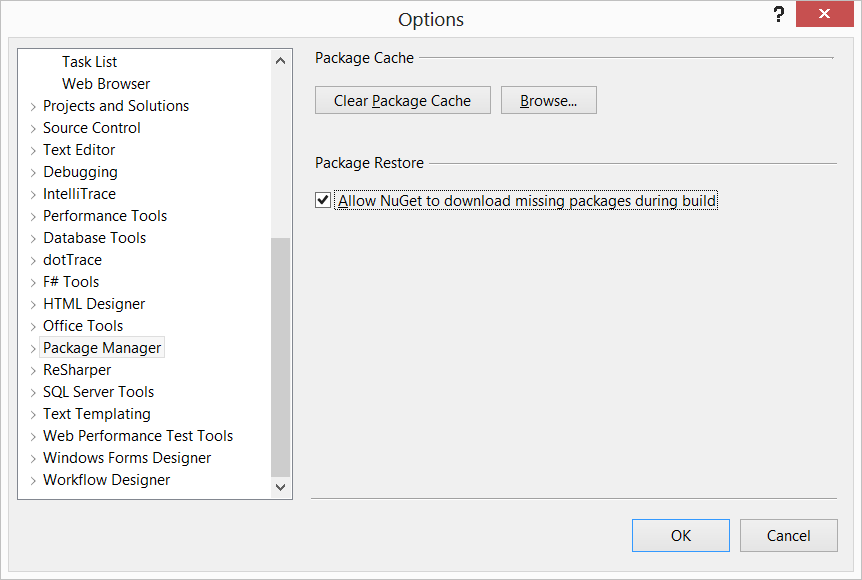 Options
?
Task List
Web Browser
Projects and Solutions
Source Control
Text Editor
Debugging
IntelliTrace
Performance Tools
Database Tools
dotTrace
F# Tools
HTML Designer
Office Tools
Package Manager
ReSharper
SQL Server Tools
Text Templating
Web Performance Test Tools
Windows Forms Designer
Workflow Designer
Package Cache
Clear Package Cache
Browse...
Package Restore
Allow NuGet to download missing packages during build
OK
Cancel